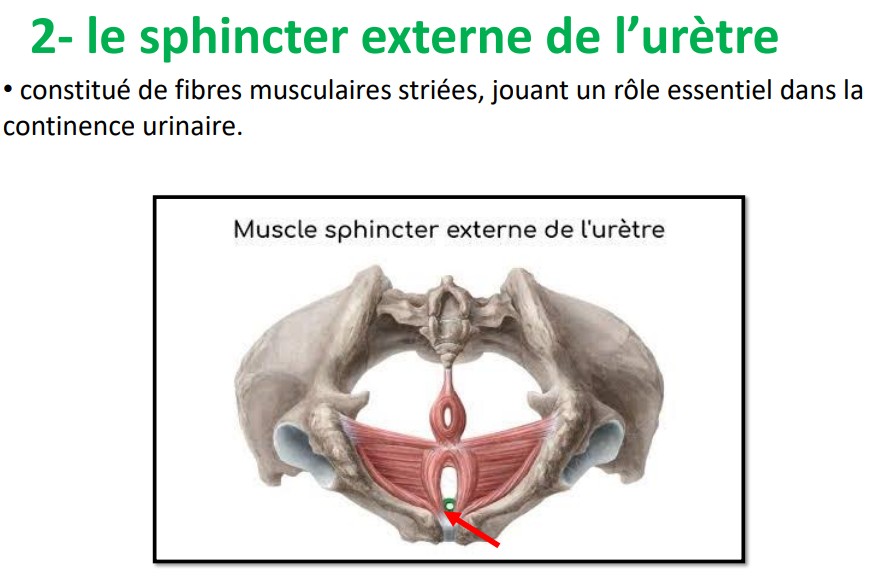 2- le sphincter externe de l’urètre
• constitué de fibres musculaires striées, jouant un rôle essentiel dans la
continence urinaire.
Muscle sphincter externe de l'urètre